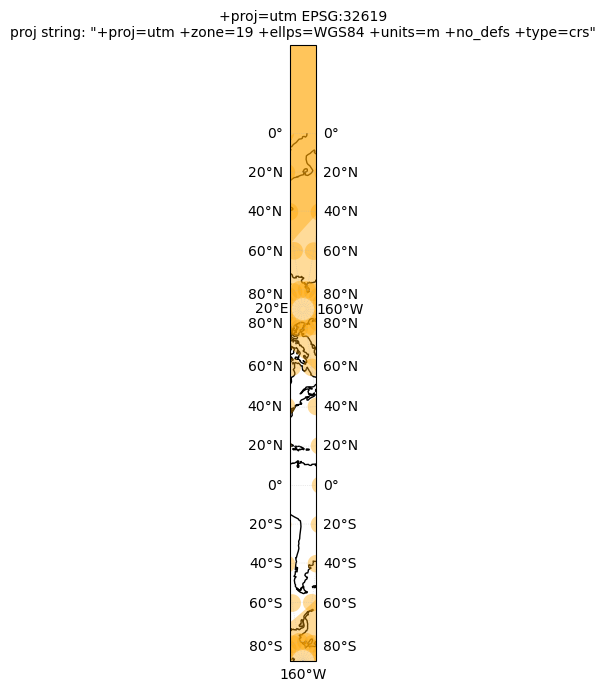 +proj=utm EPSG:32619
proj string: "+proj=utm +zone=19 +ellps=WGS84 +units=m +no_defs +type=crs"
0° 0°
20°N 20°N
40°N 40°N
60°N 60°N
80°N 80°N
20°E 160°W
80°N 80°N
60°N 60°N
40°N 40°N
20°N 20°N
0° 0°
20°S 20°S
40°S 40°S
60°S 60°S
80°S 80°S
160°W